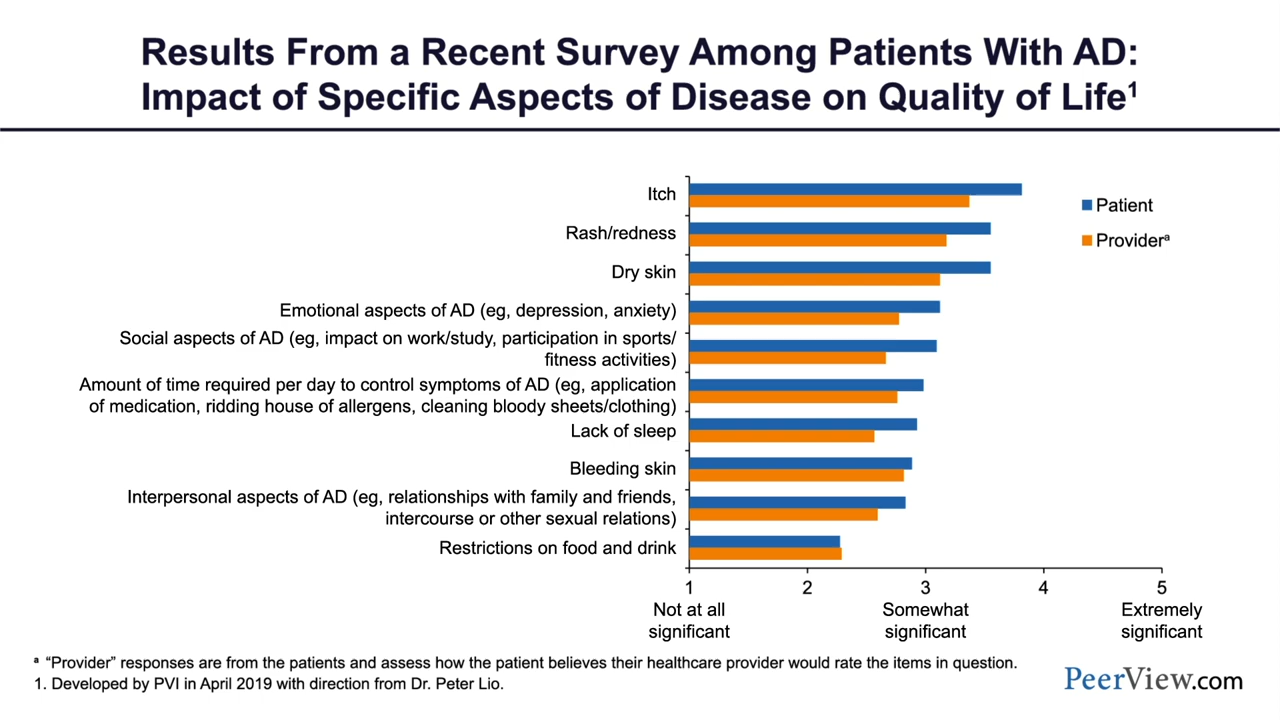 Results From a Recent Survey Among Patients With AD:
Impact of Specific Aspects of Disease on Quality of Life¹
Itch
Rash/redness
Dry skin
Emotional aspects of AD (eg, depression, anxiety)
Social aspects of AD (eg, impact on work/study, participation in sports/
fitness activities)
Amount of time required per day to control symptoms of AD (eg, application
of medication, ridding house of allergens, cleaning bloody sheets/clothing)
Lack of sleep
Bleeding skin
Interpersonal aspects of AD (eg, relationships with family and friends,
intercourse or other sexual relations)
Restrictions on food and drink
Patient
Providerᵃ
1 2 3 4 5
Not at all
significant
Somewhat
significant
Extremely
significant
ᵃ “Provider” responses are from the patients and assess how the patient believes their healthcare provider would rate the items in question.
1. Developed by PVI in April 2019 with direction from Dr. Peter Lio.
PeerView.com